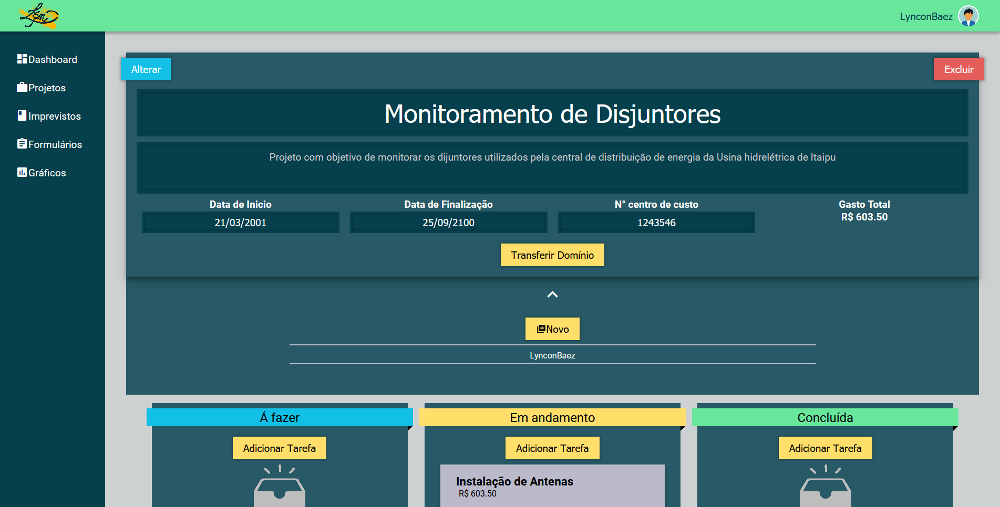 LynconBaez
Dashboard
Projetos
Imprevistos
Formulários
Gráficos
Alterar
Excluir
Monitoramento de Disjuntores
Projeto com objetivo de monitorar os dijuntores utilizados pela central de distribuição de energia da Usina hidrelétrica de Itaipu
Data de Inicio
21/03/2001
Data de Finalização
25/09/2100
N° centro de custo
1243546
Gasto Total
R$ 603.50
Transferir Domínio
Novo
LynconBaez
Á fazer
Adicionar Tarefa
Em andamento
Adicionar Tarefa
Instalação de Antenas
R$ 603.50
Concluída
Adicionar Tarefa